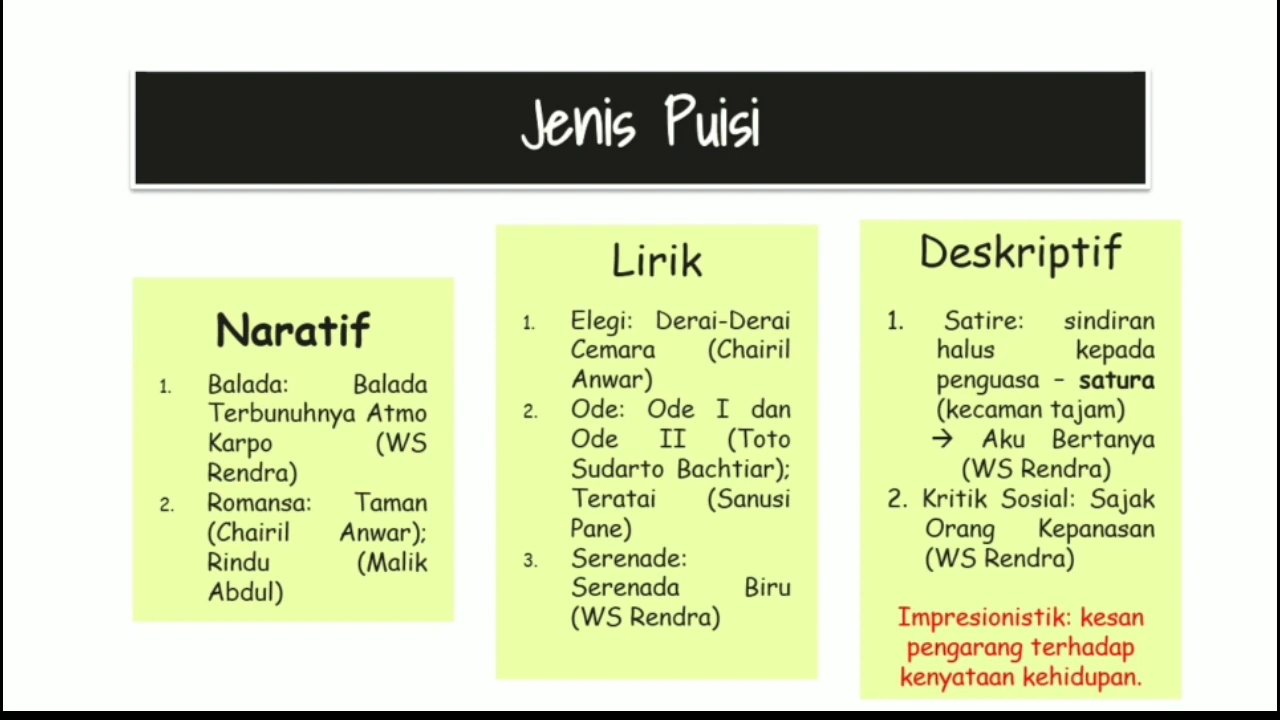 Jenis Puisi
Naratif
1. Balada: Balada
Terbunuhnya Atmo
Karpo (WS
Rendra)
2. Romansa: Taman
(Chairil Anwar);
Rindu (Malik
Abdul)
Lirik
1. Elegi: Derai-Derai
Cemara (Chairil
Anwar)
2. Ode: Ode I dan
Ode II (Toto
Sudarto Bachtiar);
Teratai (Sanusi
Pane)
3. Serenade:
Serenada Biru
(WS Rendra)
Deskriptif
1. Satire: sindiran
halus kepada
penguasa – satura
(kecaman tajam)
→ Aku Bertanya
(WS Rendra)
2. Kritik Sosial: Sajak
Orang Kepanasan
(WS Rendra)
Impresionistik: kesan
pengarang terhadap
kenyataan kehidupan.